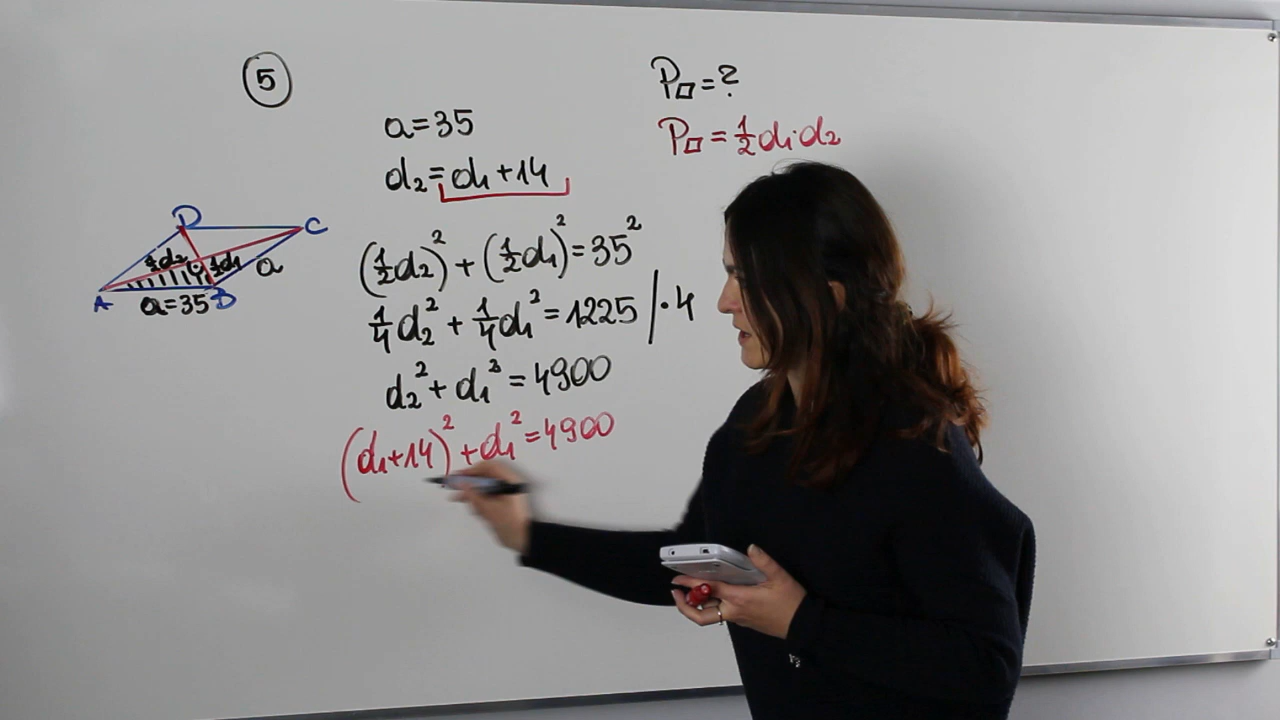 5
P▱=?
a=35
P▱=½d₁·d₂
d₂=d₁+14
D
C
½d₂
½d₁
a
A
a=35
B
(½d₂)²+(½d₁)²=35²
¼d₂²+¼d₁²=1225 /·4
d₂²+d₁²=4900
(d₁+14)²+d₁²=4900